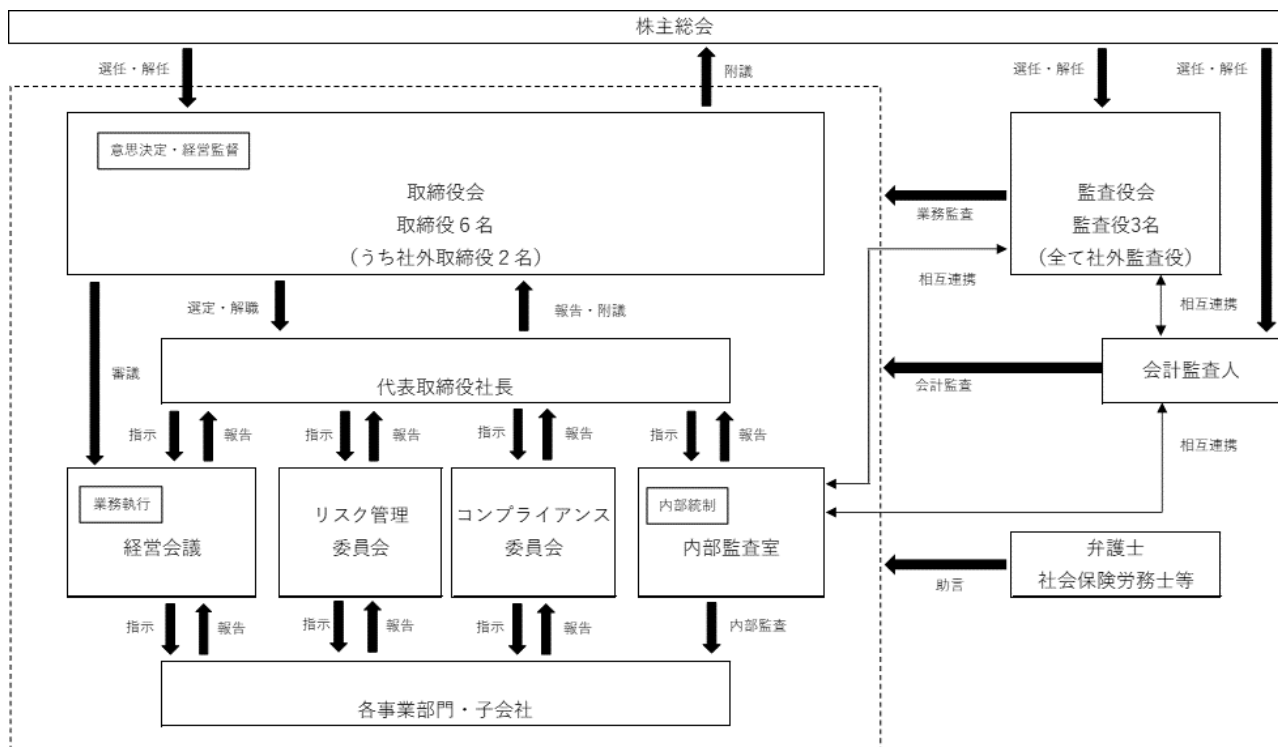 株主総会
選任・解任
附議
選任・解任
選任・解任
意思決定・経営監督
取締役会
取締役６名
（うち社外取締役２名）
監査役会
監査役3名
（全て社外監査役）
業務監査
相互連携
相互連携
選定・解職
報告・附議
審議
代表取締役社長
会計監査人
会計監査
指示
報告
指示
報告
指示
報告
指示
報告
相互連携
業務執行
経営会議
リスク管理
委員会
コンプライアンス
委員会
内部統制
内部監査室
弁護士
社会保険労務士等
助言
指示
報告
指示
報告
指示
報告
内部監査
各事業部門・子会社